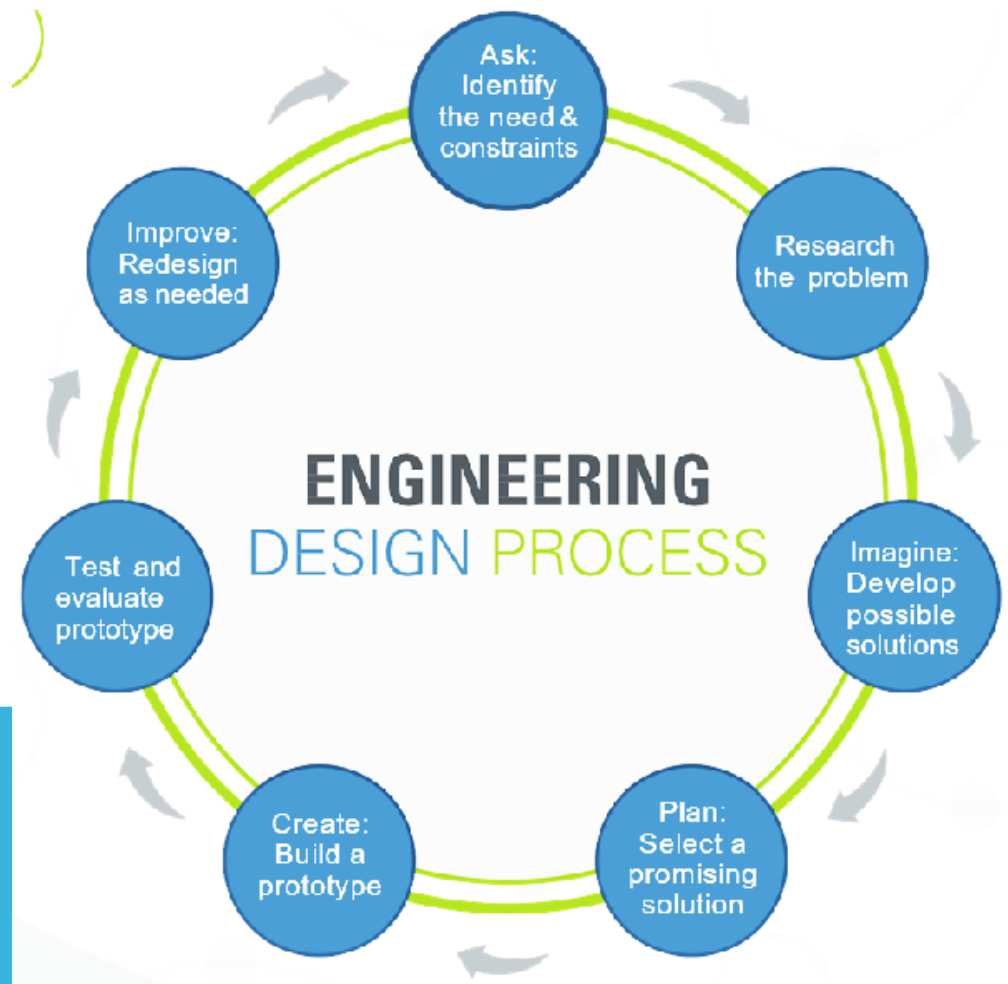 Ask:
Identify
the need &
constraints
Research
the problem
Imagine:
Develop
possible
solutions
Plan:
Select a
promising
solution
Create:
Build a
prototype
Test and
evaluate
prototype
Improve:
Redesign
as needed
ENGINEERING
DESIGN PROCESS